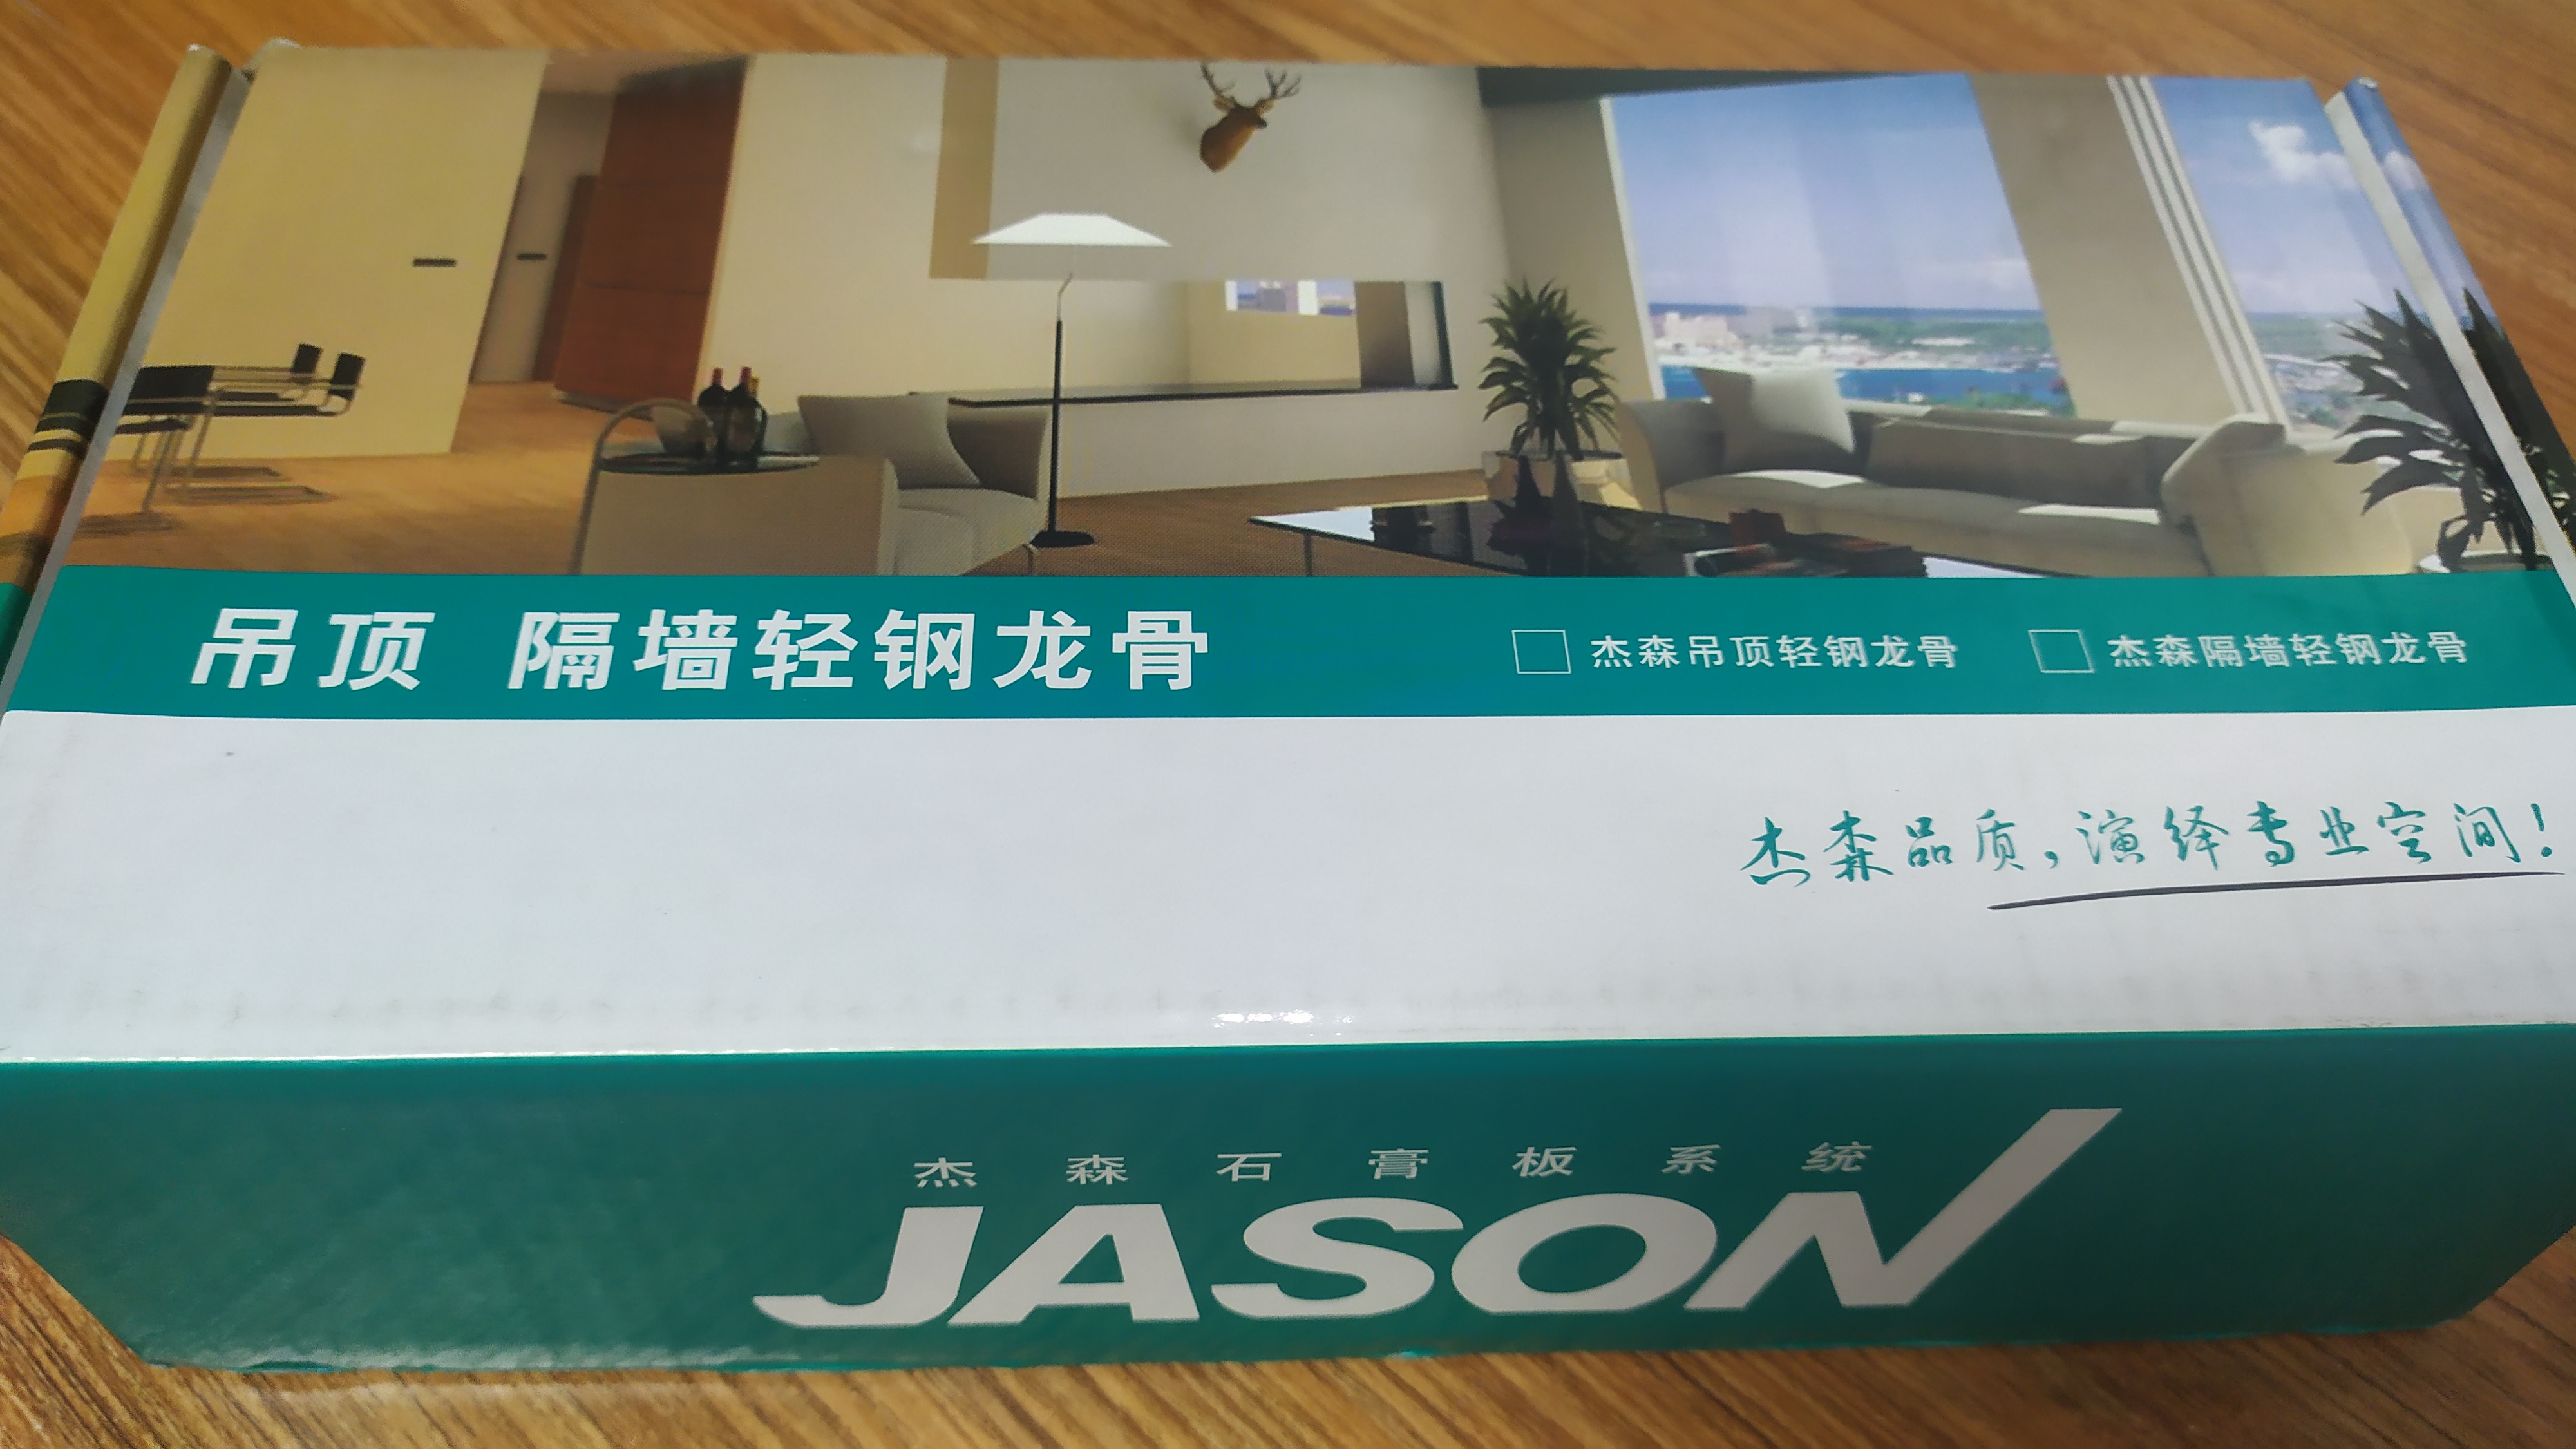 吊顶 隔墙轻钢龙骨
杰森吊顶轻钢龙骨 杰森隔墙轻钢龙骨
杰森品质，演绎专业空间！
杰森石膏板系统
JASON